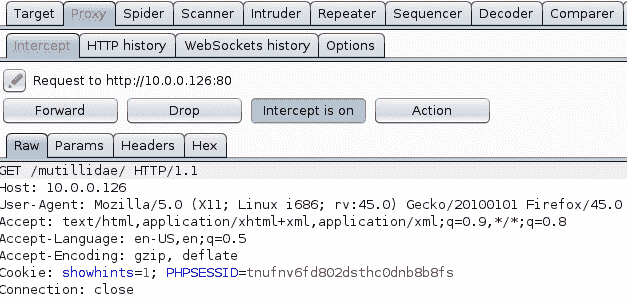 Target Proxy Spider Scanner Intruder Repeater Sequencer Decoder Comparer
Intercept HTTP history WebSockets history Options
Request to http://10.0.0.126:80
Forward Drop Intercept is on Action
Raw Params Headers Hex
GET /mutillidae/ HTTP/1.1
Host: 10.0.0.126
User-Agent: Mozilla/5.0 (X11; Linux i686; rv:45.0) Gecko/20100101 Firefox/45.0
Accept: text/html,application/xhtml+xml,application/xml;q=0.9,*/*;q=0.8
Accept-Language: en-US,en;q=0.5
Accept-Encoding: gzip, deflate
Cookie: showhints=1; PHPSESSID=tnufnv6fd802dsthc0dnb8b8fs
Connection: close